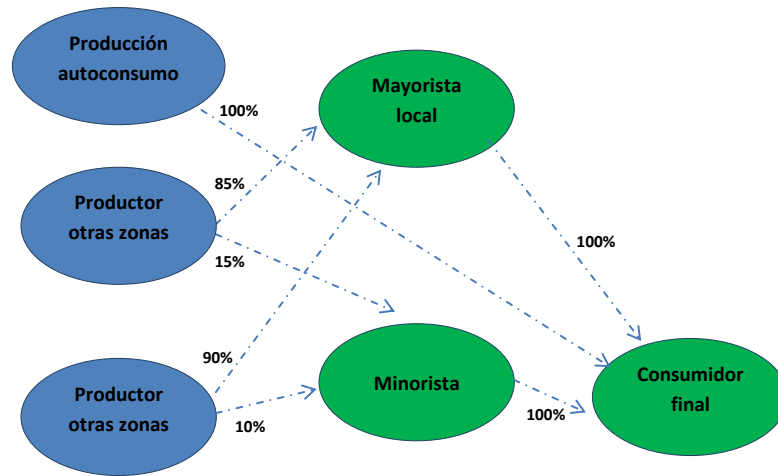 Producción
autoconsumo
Mayorista
local
100%
85%
Productor
otras zonas
15%
100%
90%
Productor
otras zonas
10%
Minorista
100%
Consumidor
final